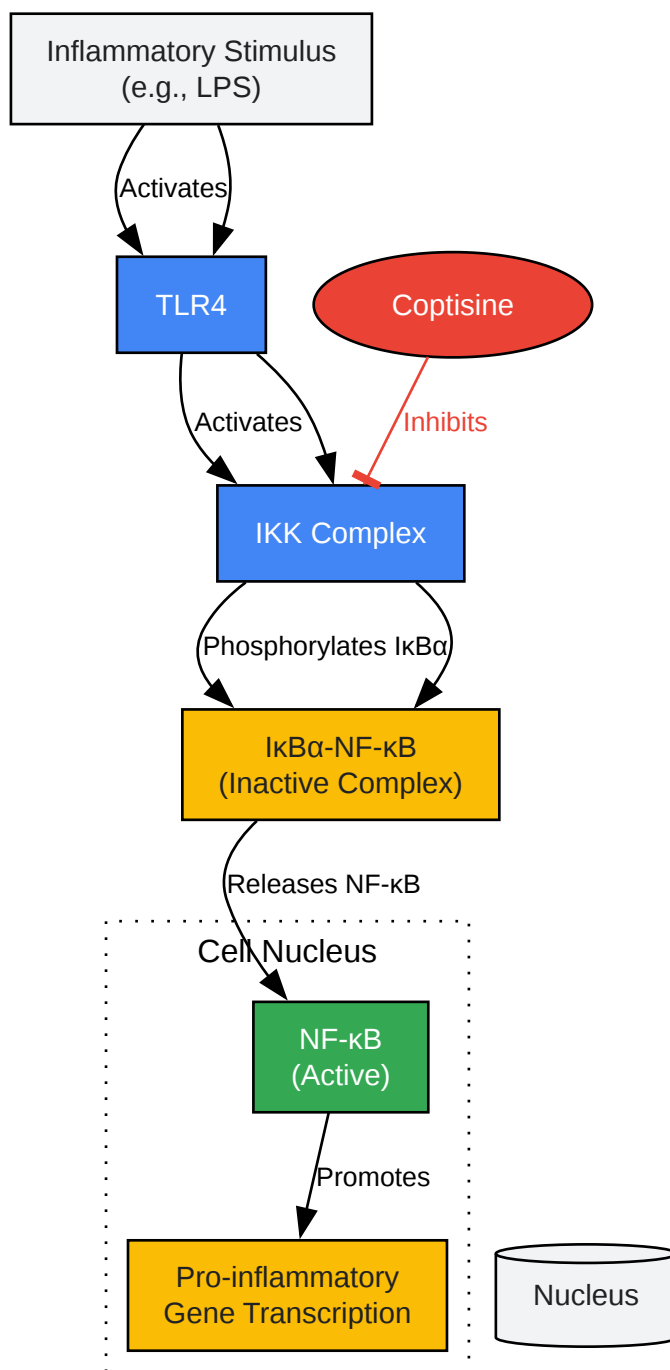 Inflammatory Stimulus
(e.g., LPS)
Activates
TLR4
Coptisine
Activates
Inhibits
IKK Complex
Phosphorylates IκBα
IκBα-NF-κB
(Inactive Complex)
Releases NF-κB
Cell Nucleus
NF-κB
(Active)
Promotes
Pro-inflammatory
Gene Transcription
Nucleus